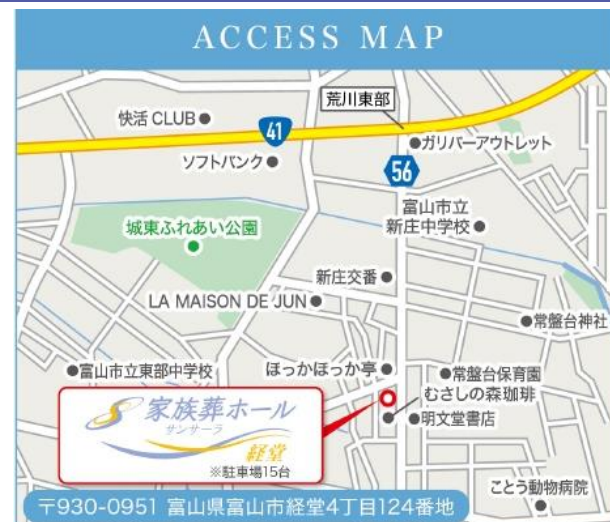 ACCESS MAP
荒川東部
快活 CLUB
41
ガリバーアウトレット
ソフトバンク
56
富山市立
新庄中学校
城東ふれあい公園
新庄交番
LA MAISON DE JUN
常盤台神社
富山市立東部中学校
ほっかほっか亭
常盤台保育園
むさしの森珈琲
明文堂書店
家族葬ホール
サンサーラ
経堂
※駐車場15台
ことう動物病院
〒930-0951 富山県富山市経堂4丁目124番地